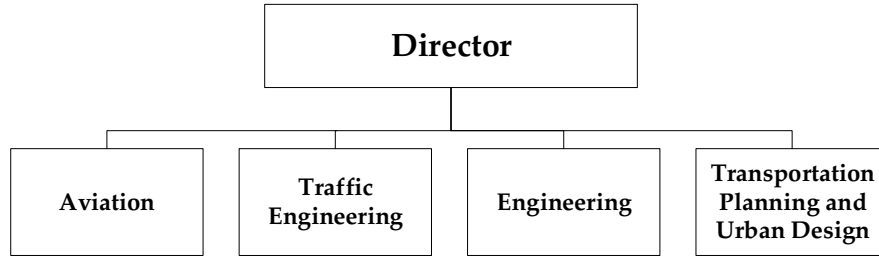 Director
Aviation
Traffic
Engineering
Engineering
Transportation
Planning and
Urban Design